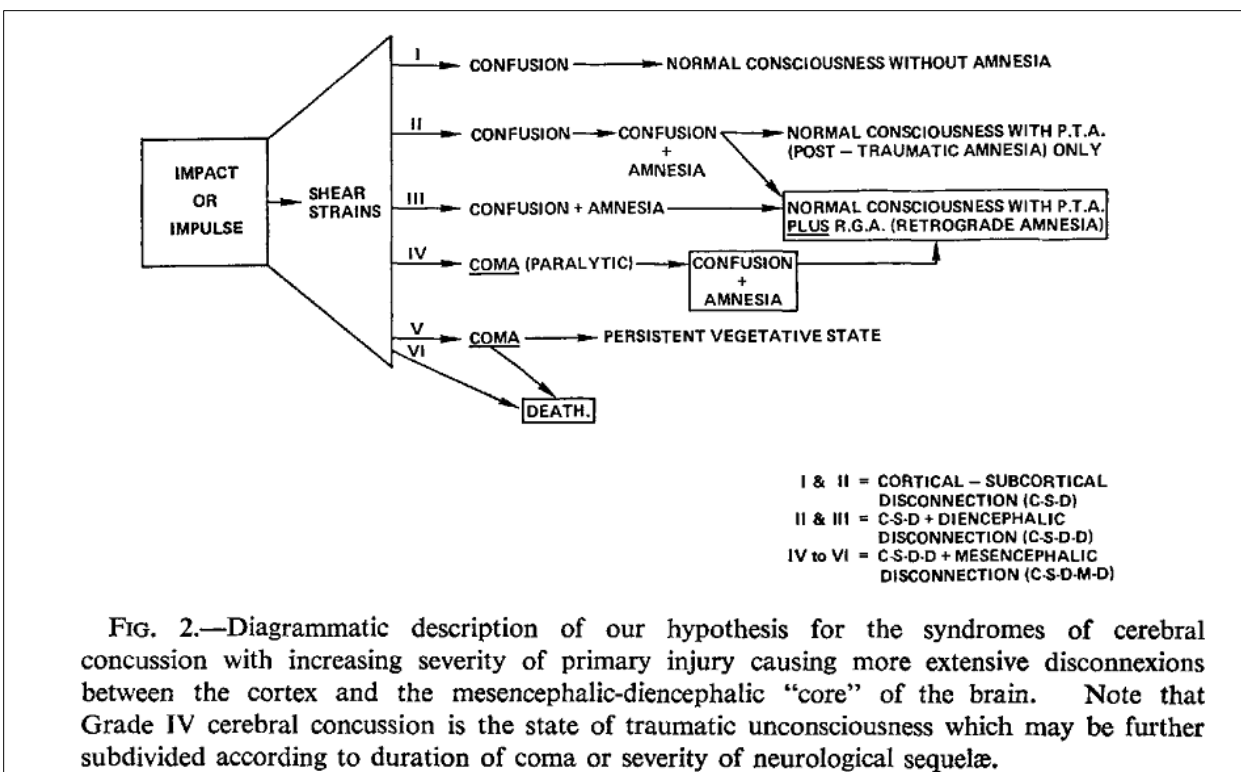 I
CONFUSION
NORMAL CONSCIOUSNESS WITHOUT AMNESIA
II
CONFUSION
CONFUSION
+
AMNESIA
NORMAL CONSCIOUSNESS WITH P.T.A.
(POST – TRAUMATIC AMNESIA) ONLY
IMPACT
OR
IMPULSE
SHEAR
STRAINS
III
CONFUSION + AMNESIA
NORMAL CONSCIOUSNESS WITH P.T.A.
PLUS R.G.A. (RETROGRADE AMNESIA)
IV
COMA (PARALYTIC)
CONFUSION
+
AMNESIA
V
COMA
PERSISTENT VEGETATIVE STATE
VI
DEATH.
I & II = CORTICAL – SUBCORTICAL
DISCONNECTION (C-S-D)
II & III = C-S-D + DIENCEPHALIC
DISCONNECTION (C-S-D-D)
IV to VI = C-S-D-D + MESENCEPHALIC
DISCONNECTION (C-S-D-M-D)
FIG. 2.—Diagrammatic description of our hypothesis for the syndromes of cerebral
concussion with increasing severity of primary injury causing more extensive disconnexions
between the cortex and the mesencephalic-diencephalic “core” of the brain. Note that
Grade IV cerebral concussion is the state of traumatic unconsciousness which may be further
subdivided according to duration of coma or severity of neurological sequelæ.